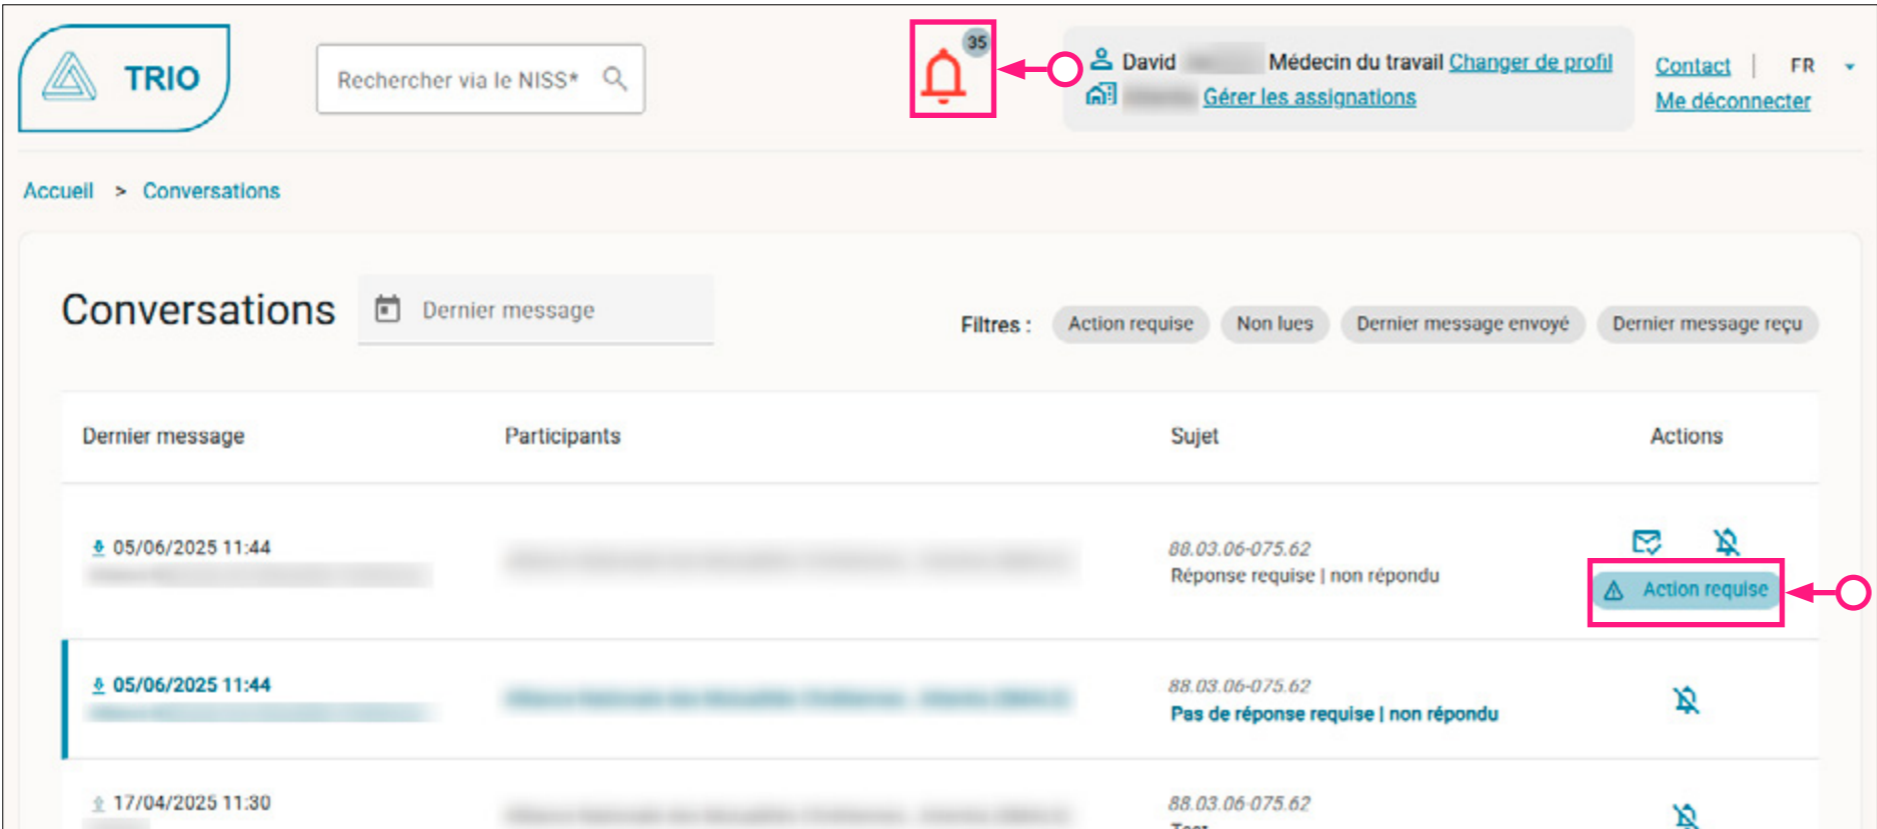 TRIO
Rechercher via le NISS*
35
David Médecin du travail Changer de profil
Gérer les assignations
Contact | FR
Me déconnecter
Accueil > Conversations
Conversations
Dernier message
Filtres :
Action requise
Non lues
Dernier message envoyé
Dernier message reçu
Dernier message
Participants
Sujet
Actions
05/06/2025 11:44
88.03.06-075.62
Réponse requise | non répondu
Action requise
05/06/2025 11:44
88.03.06-075.62
Pas de réponse requise | non répondu
17/04/2025 11:30
88.03.06-075.62